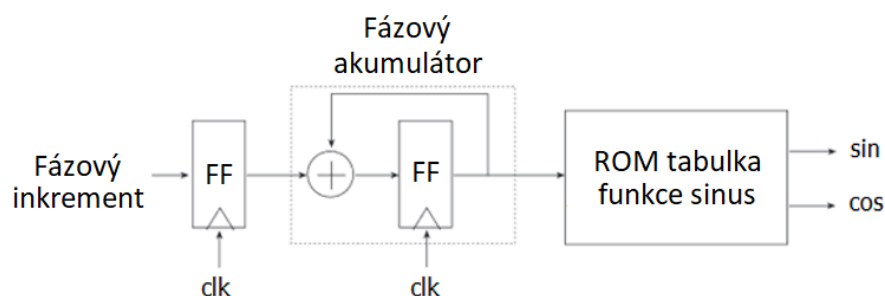 Fázový
akumulátor
Fázový
inkrement
FF
FF
ROM tabulka
funkce sinus
sin
cos
clk
clk